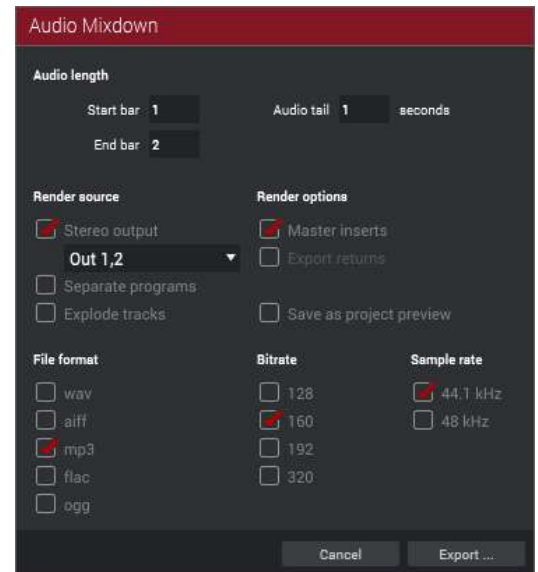 Audio Mixdown
Audio length
Start bar 1 Audio tail 1 seconds
End bar 2
Render source Render options
Stereo output Master inserts
Out 1,2 Export returns
Separate programs
Explode tracks Save as project preview
File format Bitrate Sample rate
wav 128 44.1 kHz
aiff 160 48 kHz
mp3 192
flac 320
ogg
Cancel Export ...